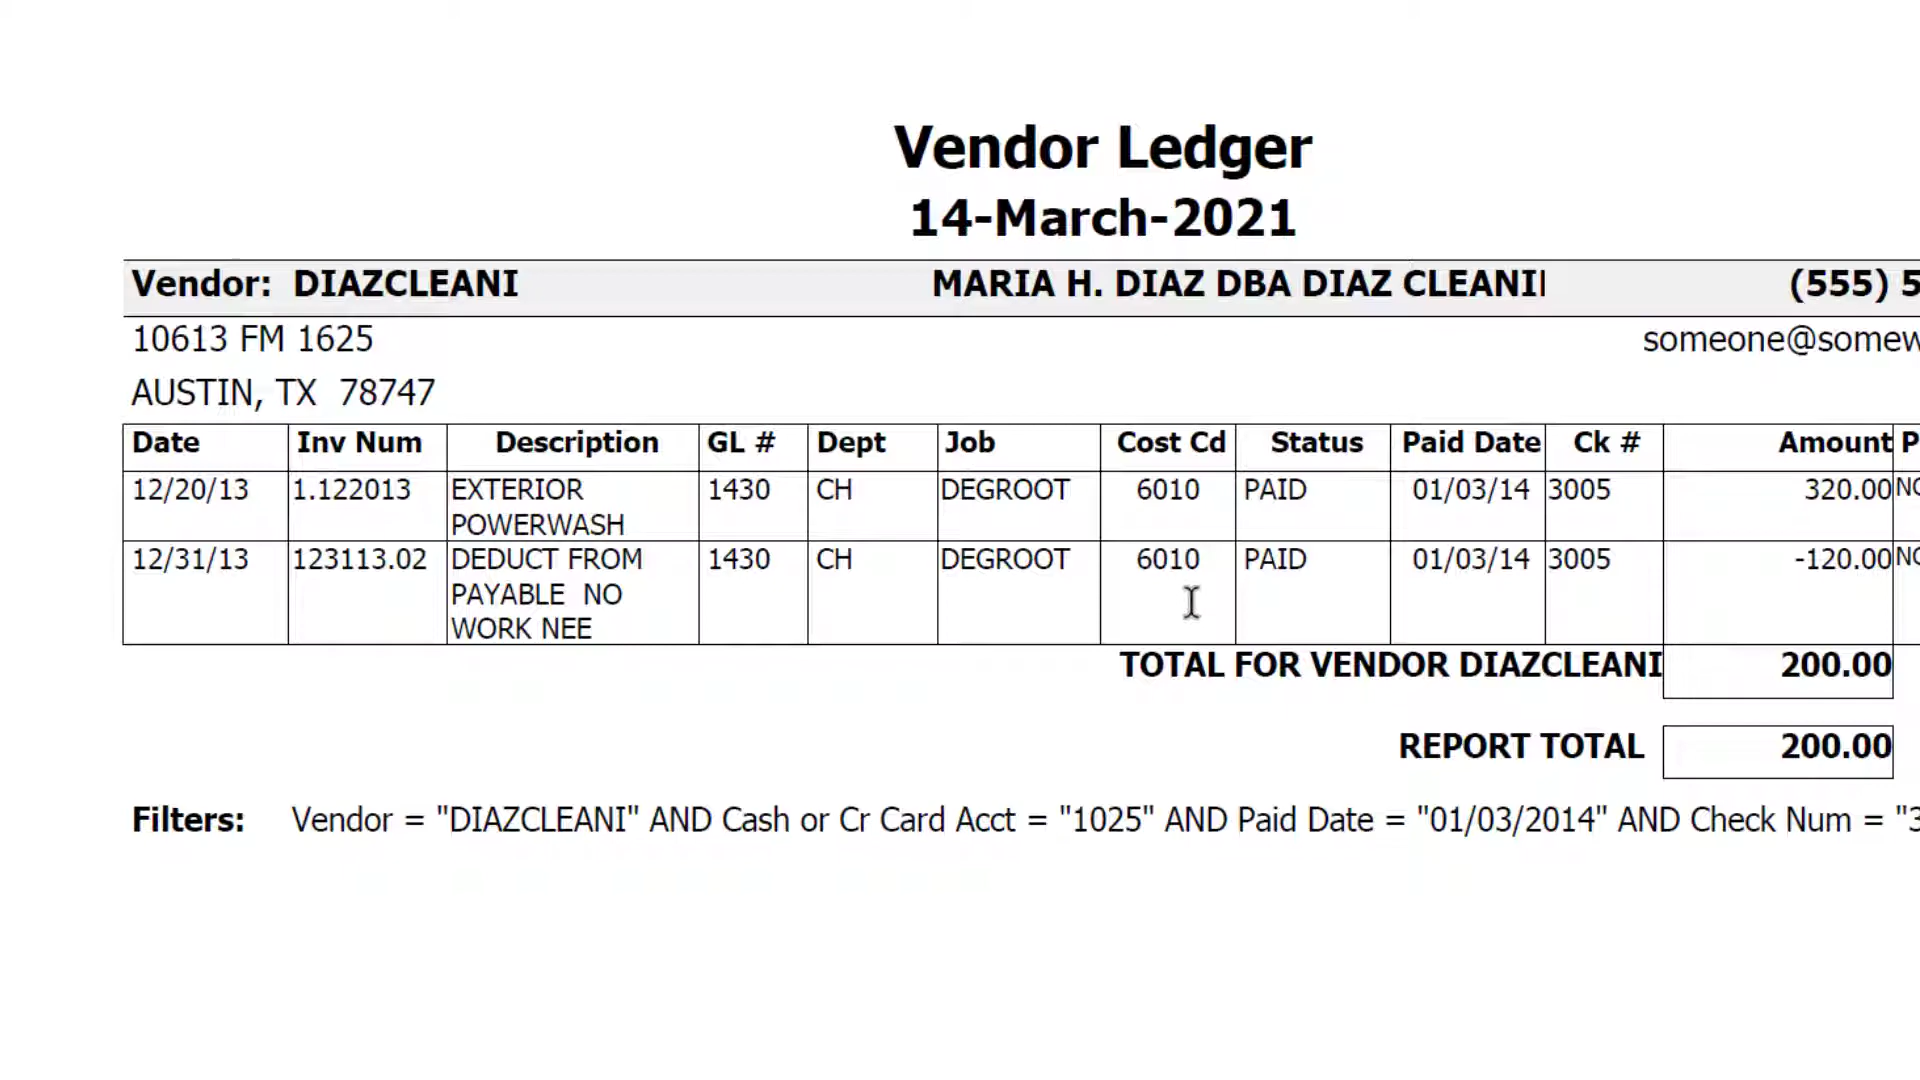 Vendor Ledger
14-March-2021
Vendor: DIAZCLEANI MARIA H. DIAZ DBA DIAZ CLEANI (555) 5
10613 FM 1625 someone@somew
AUSTIN, TX 78747
Date Inv Num Description GL # Dept Job Cost Cd Status Paid Date Ck # Amount P
12/20/13 1.122013 EXTERIOR 1430 CH DEGROOT 6010 PAID 01/03/14 3005 320.00 NO
POWERWASH
12/31/13 123113.02 DEDUCT FROM 1430 CH DEGROOT 6010 PAID 01/03/14 3005 -120.00 NO
PAYABLE NO
WORK NEE
TOTAL FOR VENDOR DIAZCLEANI 200.00
REPORT TOTAL 200.00
Filters: Vendor = "DIAZCLEANI" AND Cash or Cr Card Acct = "1025" AND Paid Date = "01/03/2014" AND Check Num = "3